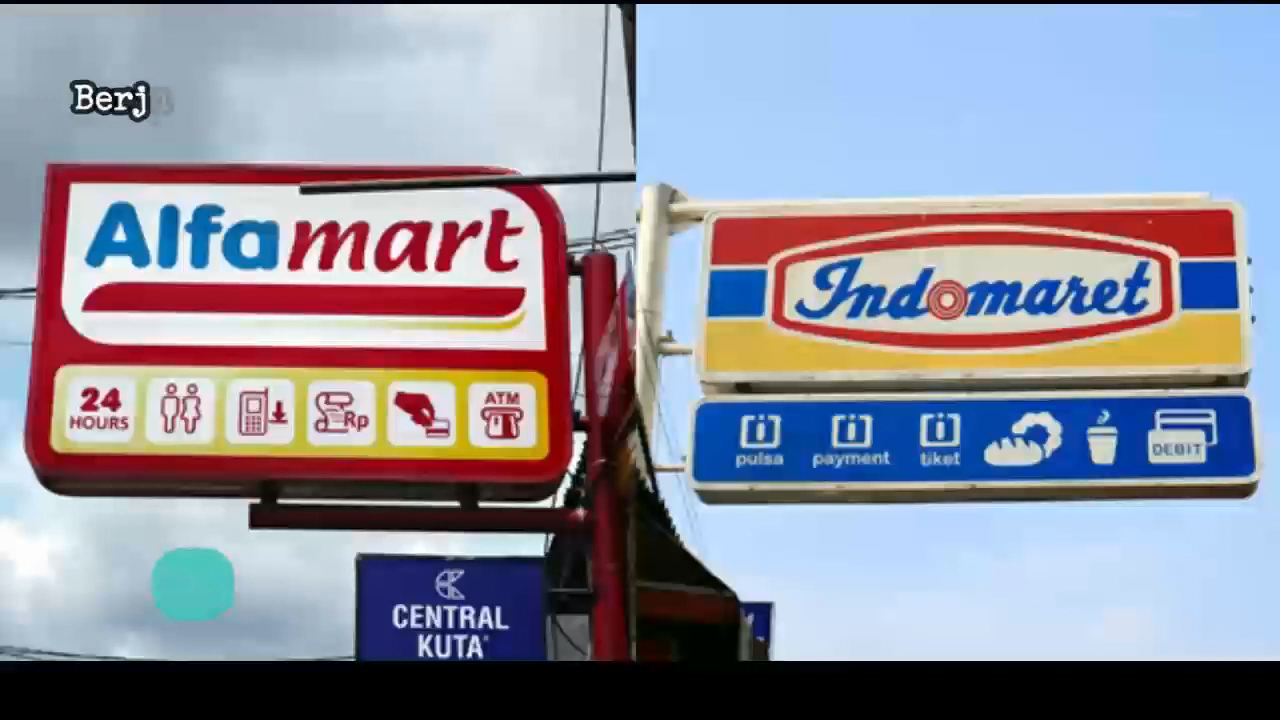 Berj
Alfamart
24
HOURS
Rp
ATM
CENTRAL
KUTA
Indomaret
pulsa
payment
tiket
DEBIT